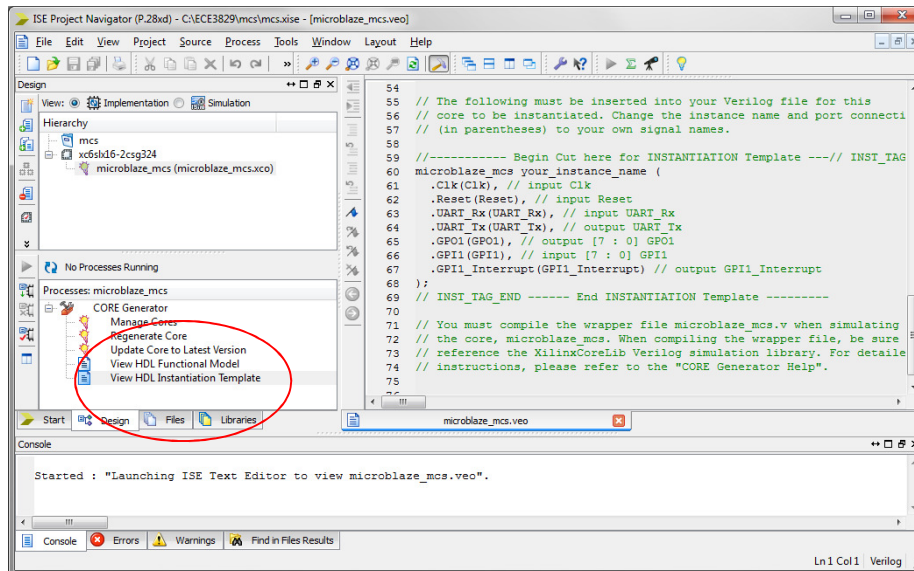 ISE Project Navigator (P.28xd) - C:\ECE3829\mcs\mcs.xise - [microblaze_mcs.veo]
File Edit View Project Source Process Tools Window Layout Help
Design
View: Implementation Simulation
Hierarchy
mcs
xc6slx16-2csg324
microblaze_mcs (microblaze_mcs.xco)
No Processes Running
Processes: microblaze_mcs
CORE Generator
Manage Cores
Regenerate Core
Update Core to Latest Version
View HDL Functional Model
View HDL Instantiation Template
Start Design Files Libraries
54
55 // The following must be inserted into your Verilog file for this
56 // core to be instantiated. Change the instance name and port connecti
57 // (in parentheses) to your own signal names.
58
59 //----------- Begin Cut here for INSTANTIATION Template ---// INST_TAG
60 microblaze_mcs your_instance_name (
61 .Clk(Clk), // input Clk
62 .Reset(Reset), // input Reset
63 .UART_Rx(UART_Rx), // input UART_Rx
64 .UART_Tx(UART_Tx), // output UART_Tx
65 .GPO1(GPO1), // output [7 : 0] GPO1
66 .GPI1(GPI1), // input [7 : 0] GPI1
67 .GPI1_Interrupt(GPI1_Interrupt) // output GPI1_Interrupt
68 );
69 // INST_TAG_END ------ End INSTANTIATION Template ---------
70
71 // You must compile the wrapper file microblaze_mcs.v when simulating
72 // the core, microblaze_mcs. When compiling the wrapper file, be sure
73 // reference the XilinxCoreLib Verilog simulation library. For detaile
74 // instructions, please refer to the "CORE Generator Help".
75
microblaze_mcs.veo
Console
Started : "Launching ISE Text Editor to view microblaze_mcs.veo".
Console Errors Warnings Find in Files Results
Ln 1 Col 1 Verilog